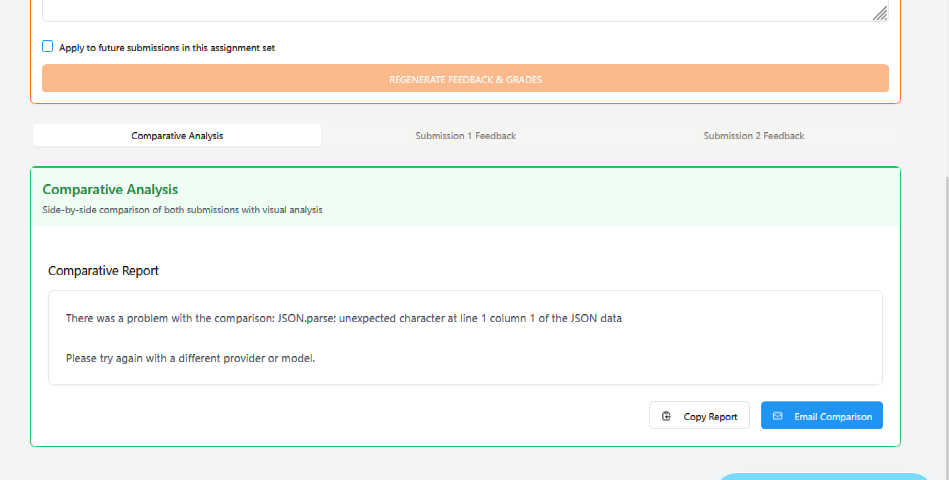 Apply to future submissions in this assignment set
REGENERATE FEEDBACK & GRADES
Comparative Analysis
Submission 1 Feedback
Submission 2 Feedback
Comparative Analysis
Side-by-side comparison of both submissions with visual analysis
Comparative Report
There was a problem with the comparison: JSON.parse: unexpected character at line 1 column 1 of the JSON data
Please try again with a different provider or model.
Copy Report
Email Comparison